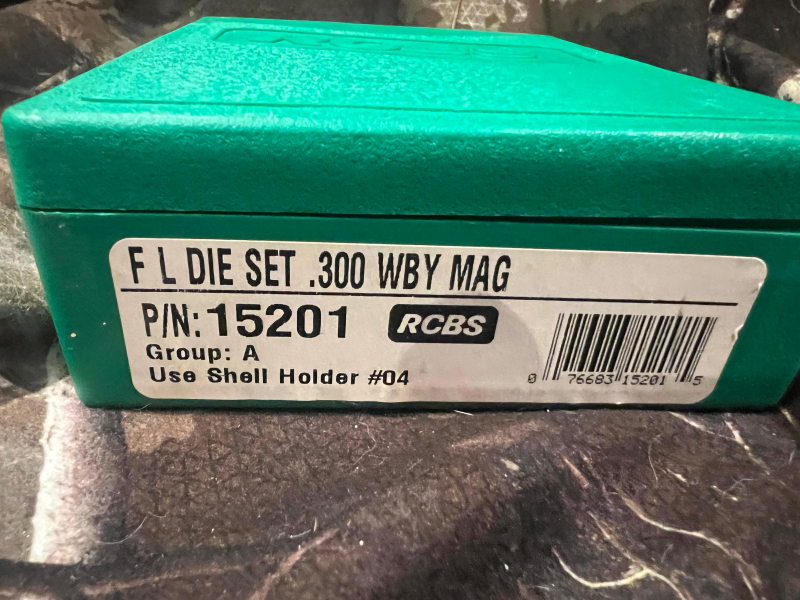 F L DIE SET .300 WBY MAG
P/N: 15201 RCBS
Group: A
Use Shell Holder #04
0 76683 15201 5